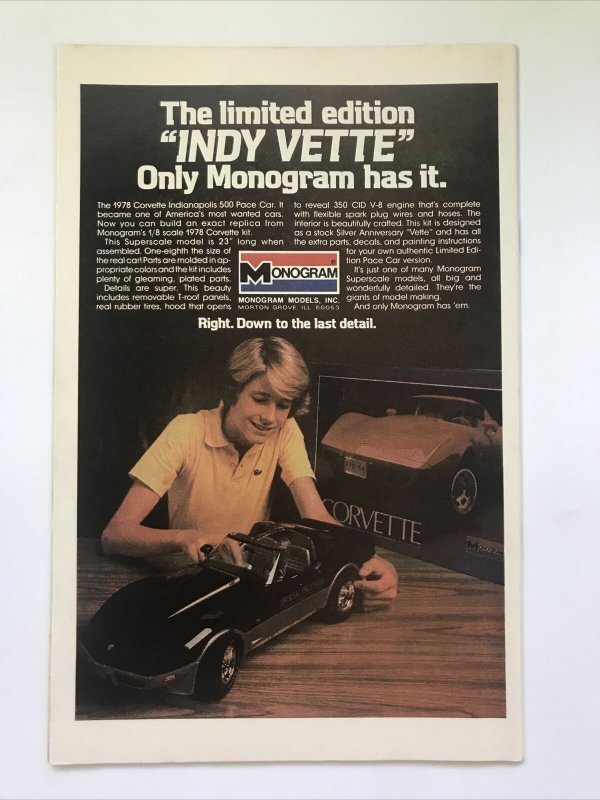 The limited edition
“INDY VETTE”
Only Monogram has it.
The 1978 Corvette Indianapolis 500 Pace Car. It
became one of America's most wanted cars.
Now you can build an exact replica from
Monogram's 1/8 scale 1978 Corvette kit.
This Superscale model is 23" long when
assembled. One-eighth the size of
the real car! Parts are molded in ap-
propriate colors and the kit includes
plenty of gleaming, plated parts.
Details are super. This beauty
includes removable T-roof panels,
real rubber tires, hood that opens
to reveal 350 CID V-8 engine that's complete
with flexible spark plug wires and hoses. The
interior is beautifully crafted. This kit is designed
as a stock Silver Anniversary "Vette" and has all
the extra parts, decals, and painting instructions
for your own authentic Limited Edi-
tion Pace Car version.
It's just one of many Monogram
Superscale models, all big and
wonderfully detailed. They're the
giants of model making.
And only Monogram has 'em.
MONOGRAM
MONOGRAM MODELS, INC.
MORTON GROVE, ILL 60053
Right. Down to the last detail.
CORVETTE